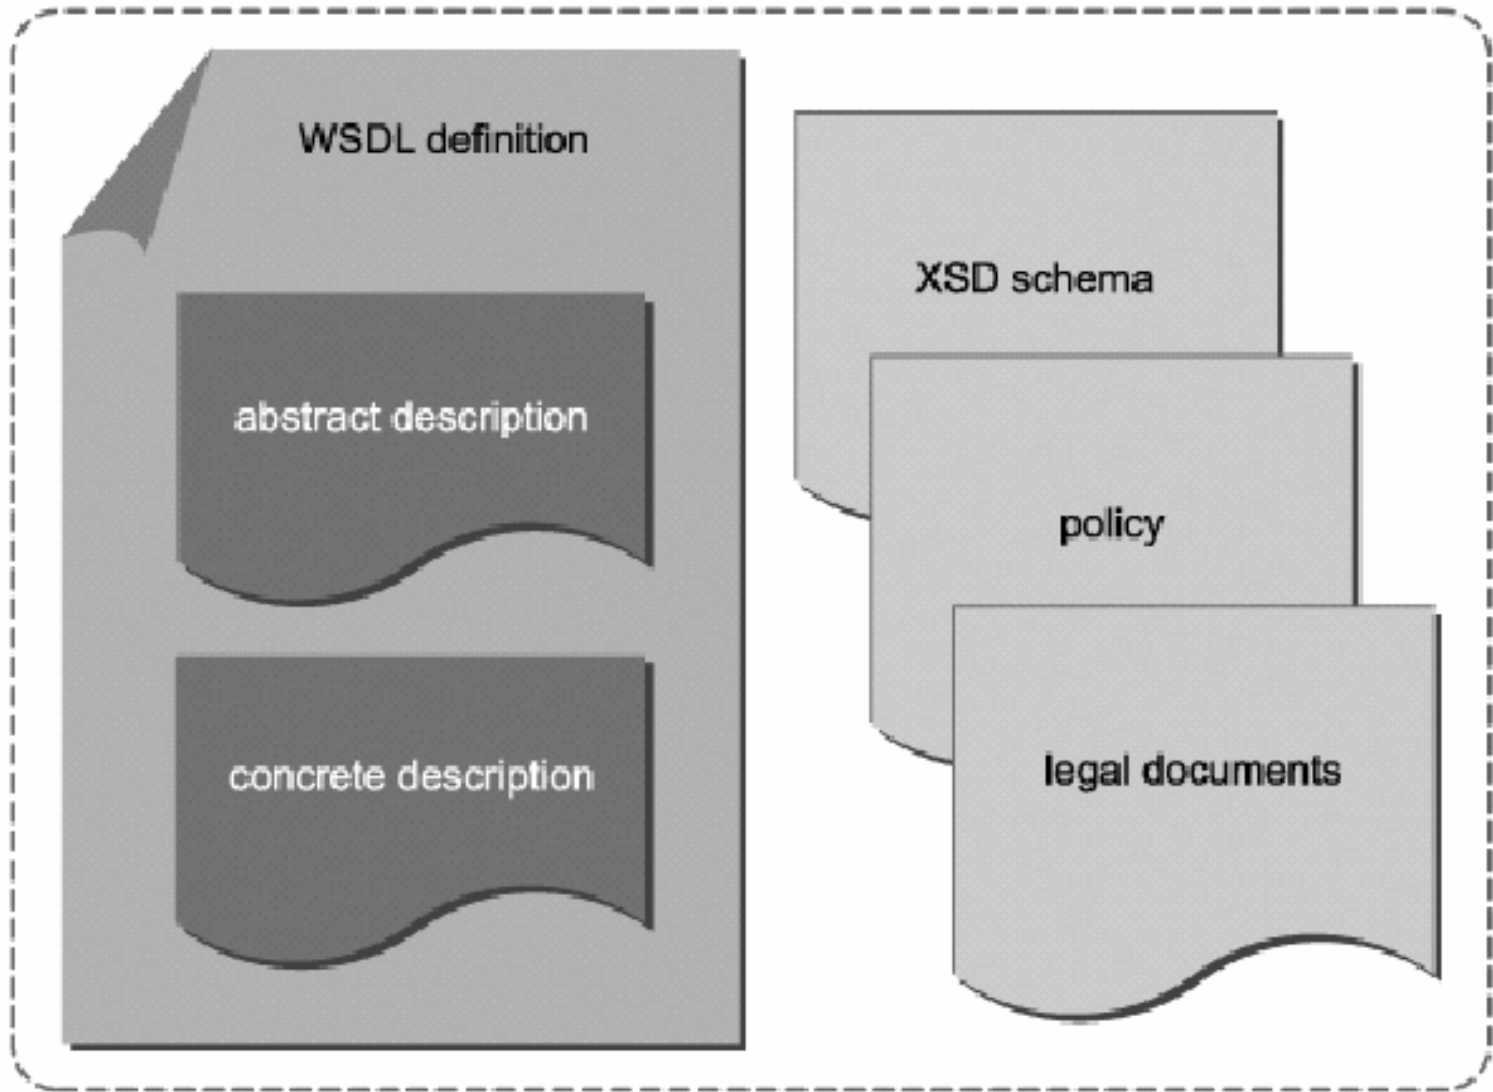 WSDL definition
abstract description
concrete description
XSD schema
policy
legal documents